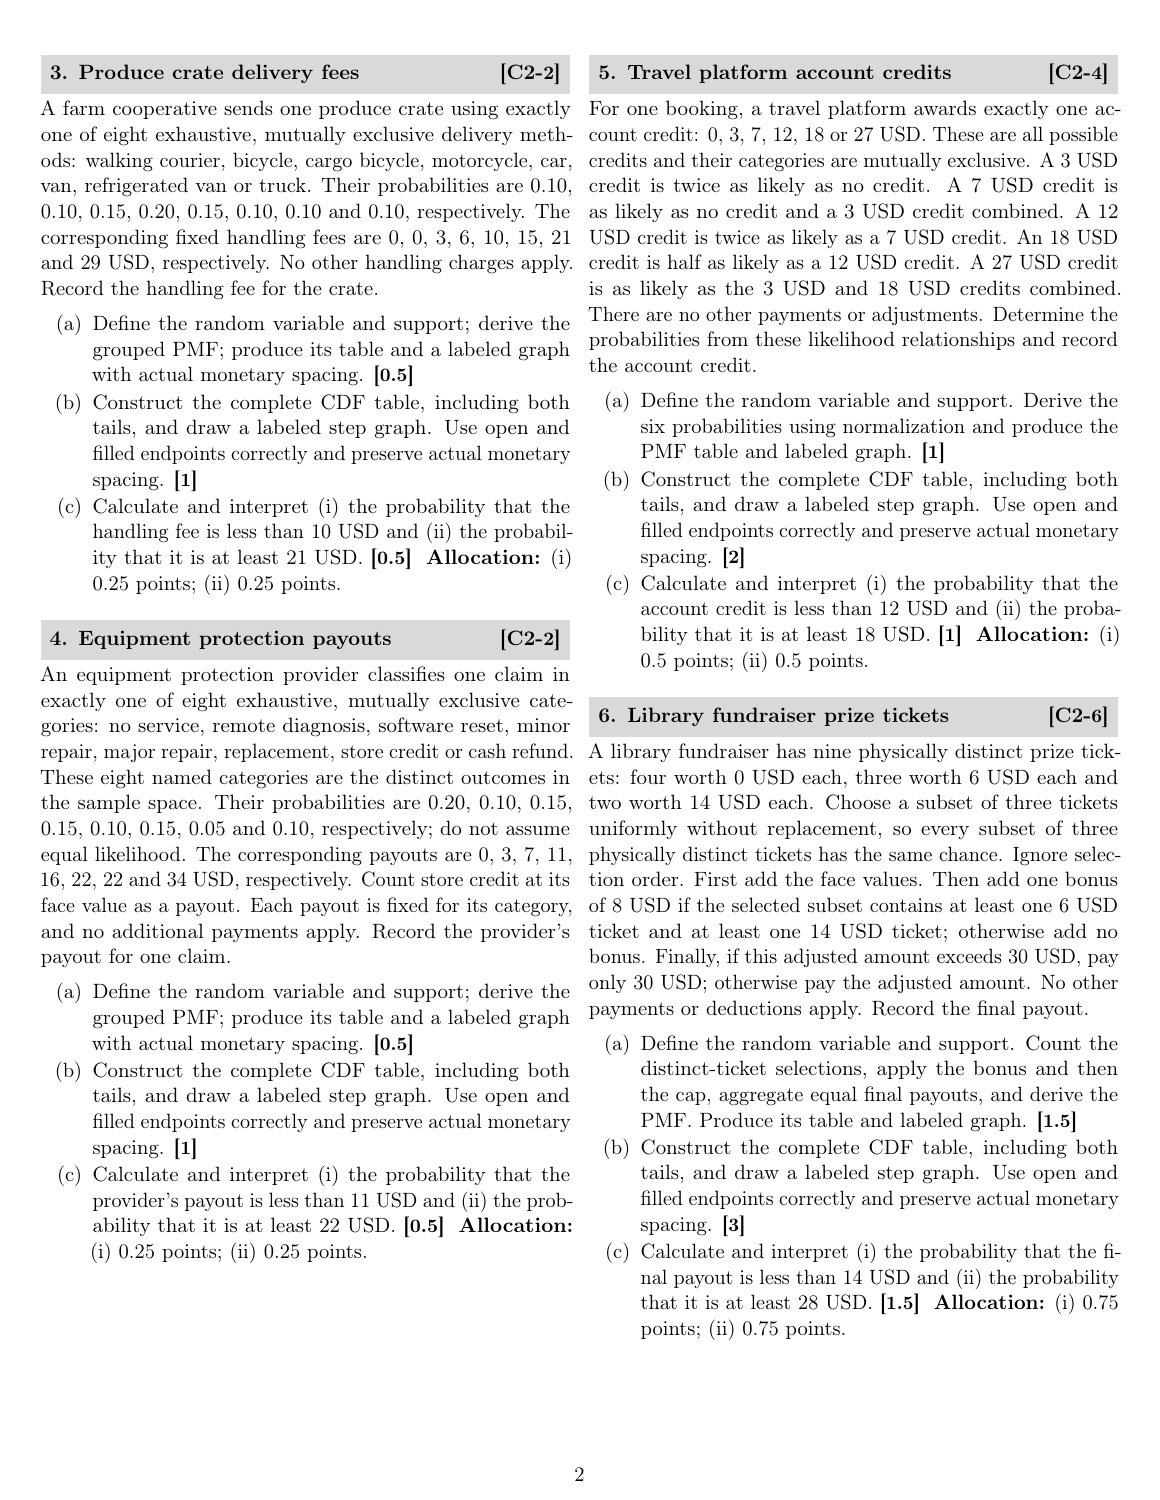 3. Produce crate delivery fees [C2-2]
A farm cooperative sends one produce crate using exactly
one of eight exhaustive, mutually exclusive delivery meth-
ods: walking courier, bicycle, cargo bicycle, motorcycle, car,
van, refrigerated van or truck. Their probabilities are 0.10,
0.10, 0.15, 0.20, 0.15, 0.10, 0.10 and 0.10, respectively. The
corresponding fixed handling fees are 0, 0, 3, 6, 10, 15, 21
and 29 USD, respectively. No other handling charges apply.
Record the handling fee for the crate.
(a) Define the random variable and support; derive the
grouped PMF; produce its table and a labeled graph
with actual monetary spacing. [0.5]
(b) Construct the complete CDF table, including both
tails, and draw a labeled step graph. Use open and
filled endpoints correctly and preserve actual monetary
spacing. [1]
(c) Calculate and interpret (i) the probability that the
handling fee is less than 10 USD and (ii) the probabil-
ity that it is at least 21 USD. [0.5] Allocation: (i)
0.25 points; (ii) 0.25 points.
4. Equipment protection payouts [C2-2]
An equipment protection provider classifies one claim in
exactly one of eight exhaustive, mutually exclusive cate-
gories: no service, remote diagnosis, software reset, minor
repair, major repair, replacement, store credit or cash refund.
These eight named categories are the distinct outcomes in
the sample space. Their probabilities are 0.20, 0.10, 0.15,
0.15, 0.10, 0.15, 0.05 and 0.10, respectively; do not assume
equal likelihood. The corresponding payouts are 0, 3, 7, 11,
16, 22, 22 and 34 USD, respectively. Count store credit at its
face value as a payout. Each payout is fixed for its category,
and no additional payments apply. Record the provider's
payout for one claim.
(a) Define the random variable and support; derive the
grouped PMF; produce its table and a labeled graph
with actual monetary spacing. [0.5]
(b) Construct the complete CDF table, including both
tails, and draw a labeled step graph. Use open and
filled endpoints correctly and preserve actual monetary
spacing. [1]
(c) Calculate and interpret (i) the probability that the
provider's payout is less than 11 USD and (ii) the prob-
ability that it is at least 22 USD. [0.5] Allocation:
(i) 0.25 points; (ii) 0.25 points.
5. Travel platform account credits [C2-4]
For one booking, a travel platform awards exactly one ac-
count credit: 0, 3, 7, 12, 18 or 27 USD. These are all possible
credits and their categories are mutually exclusive. A 3 USD
credit is twice as likely as no credit. A 7 USD credit is
as likely as no credit and a 3 USD credit combined. A 12
USD credit is twice as likely as a 7 USD credit. An 18 USD
credit is half as likely as a 12 USD credit. A 27 USD credit
is as likely as the 3 USD and 18 USD credits combined.
There are no other payments or adjustments. Determine the
probabilities from these likelihood relationships and record
the account credit.
(a) Define the random variable and support. Derive the
six probabilities using normalization and produce the
PMF table and labeled graph. [1]
(b) Construct the complete CDF table, including both
tails, and draw a labeled step graph. Use open and
filled endpoints correctly and preserve actual monetary
spacing. [2]
(c) Calculate and interpret (i) the probability that the
account credit is less than 12 USD and (ii) the proba-
bility that it is at least 18 USD. [1] Allocation: (i)
0.5 points; (ii) 0.5 points.
6. Library fundraiser prize tickets [C2-6]
A library fundraiser has nine physically distinct prize tick-
ets: four worth 0 USD each, three worth 6 USD each and
two worth 14 USD each. Choose a subset of three tickets
uniformly without replacement, so every subset of three
physically distinct tickets has the same chance. Ignore selec-
tion order. First add the face values. Then add one bonus
of 8 USD if the selected subset contains at least one 6 USD
ticket and at least one 14 USD ticket; otherwise add no
bonus. Finally, if this adjusted amount exceeds 30 USD, pay
only 30 USD; otherwise pay the adjusted amount. No other
payments or deductions apply. Record the final payout.
(a) Define the random variable and support. Count the
distinct-ticket selections, apply the bonus and then
the cap, aggregate equal final payouts, and derive the
PMF. Produce its table and labeled graph. [1.5]
(b) Construct the complete CDF table, including both
tails, and draw a labeled step graph. Use open and
filled endpoints correctly and preserve actual monetary
spacing. [3]
(c) Calculate and interpret (i) the probability that the fi-
nal payout is less than 14 USD and (ii) the probability
that it is at least 28 USD. [1.5] Allocation: (i) 0.75
points; (ii) 0.75 points.
2